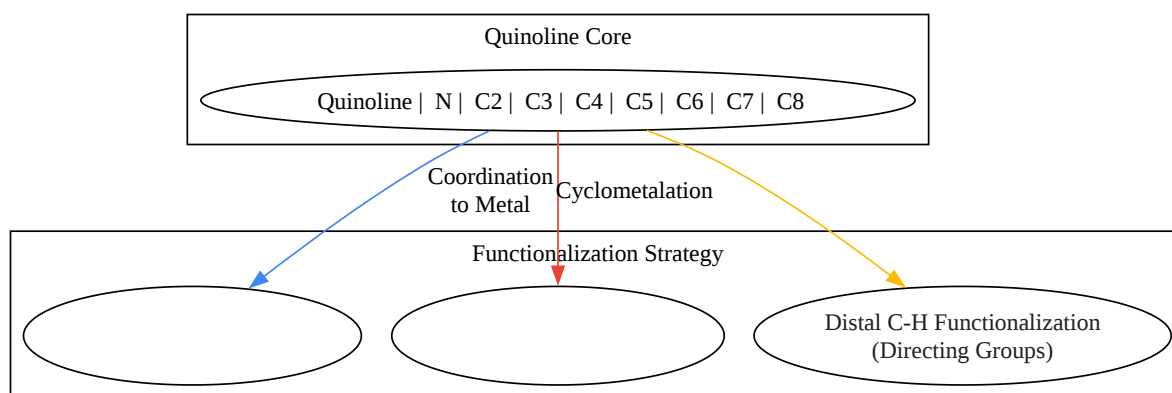 Quinoline Core
Quinoline | N | C2 | C3 | C4 | C5 | C6 | C7 | C8
Coordination
to Metal
Cyclometalation
Functionalization Strategy
Distal C-H Functionalization
(Directing Groups)